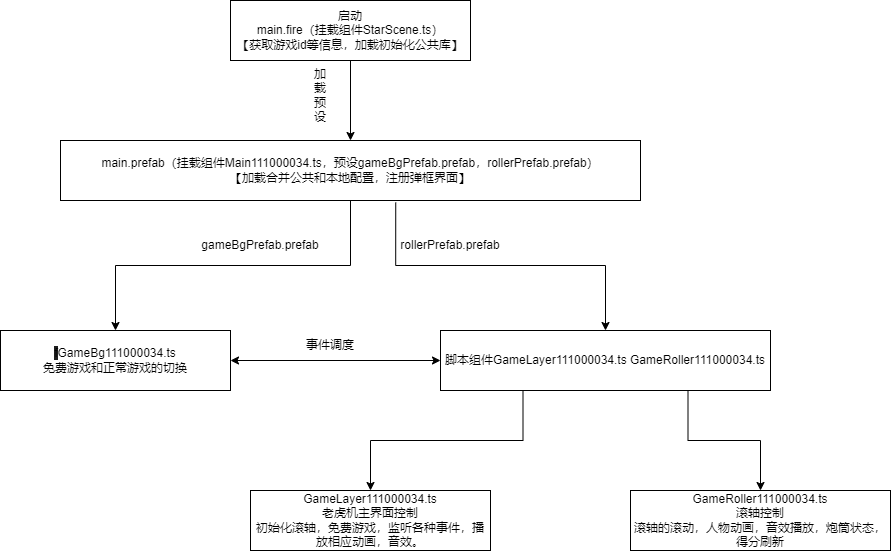 启动
main.fire（挂载组件StarScene.ts）
【获取游戏id等信息，加载初始化公共库】
加
载
预
设
main.prefab（挂载组件Main111000034.ts，预设gameBgPrefab.prefab，rollerPrefab.prefab）
【加载合并公共和本地配置，注册弹框界面】
gameBgPrefab.prefab
rollerPrefab.prefab
GameBg111000034.ts
免费游戏和正常游戏的切换
事件调度
脚本组件GameLayer111000034.ts GameRoller111000034.ts
GameLayer111000034.ts
老虎机主界面控制
初始化滚轴，免费游戏，监听各种事件，播
放相应动画，音效。
GameRoller111000034.ts
滚轴控制
滚轴的滚动，人物动画，音效播放，炮筒状态，
得分刷新